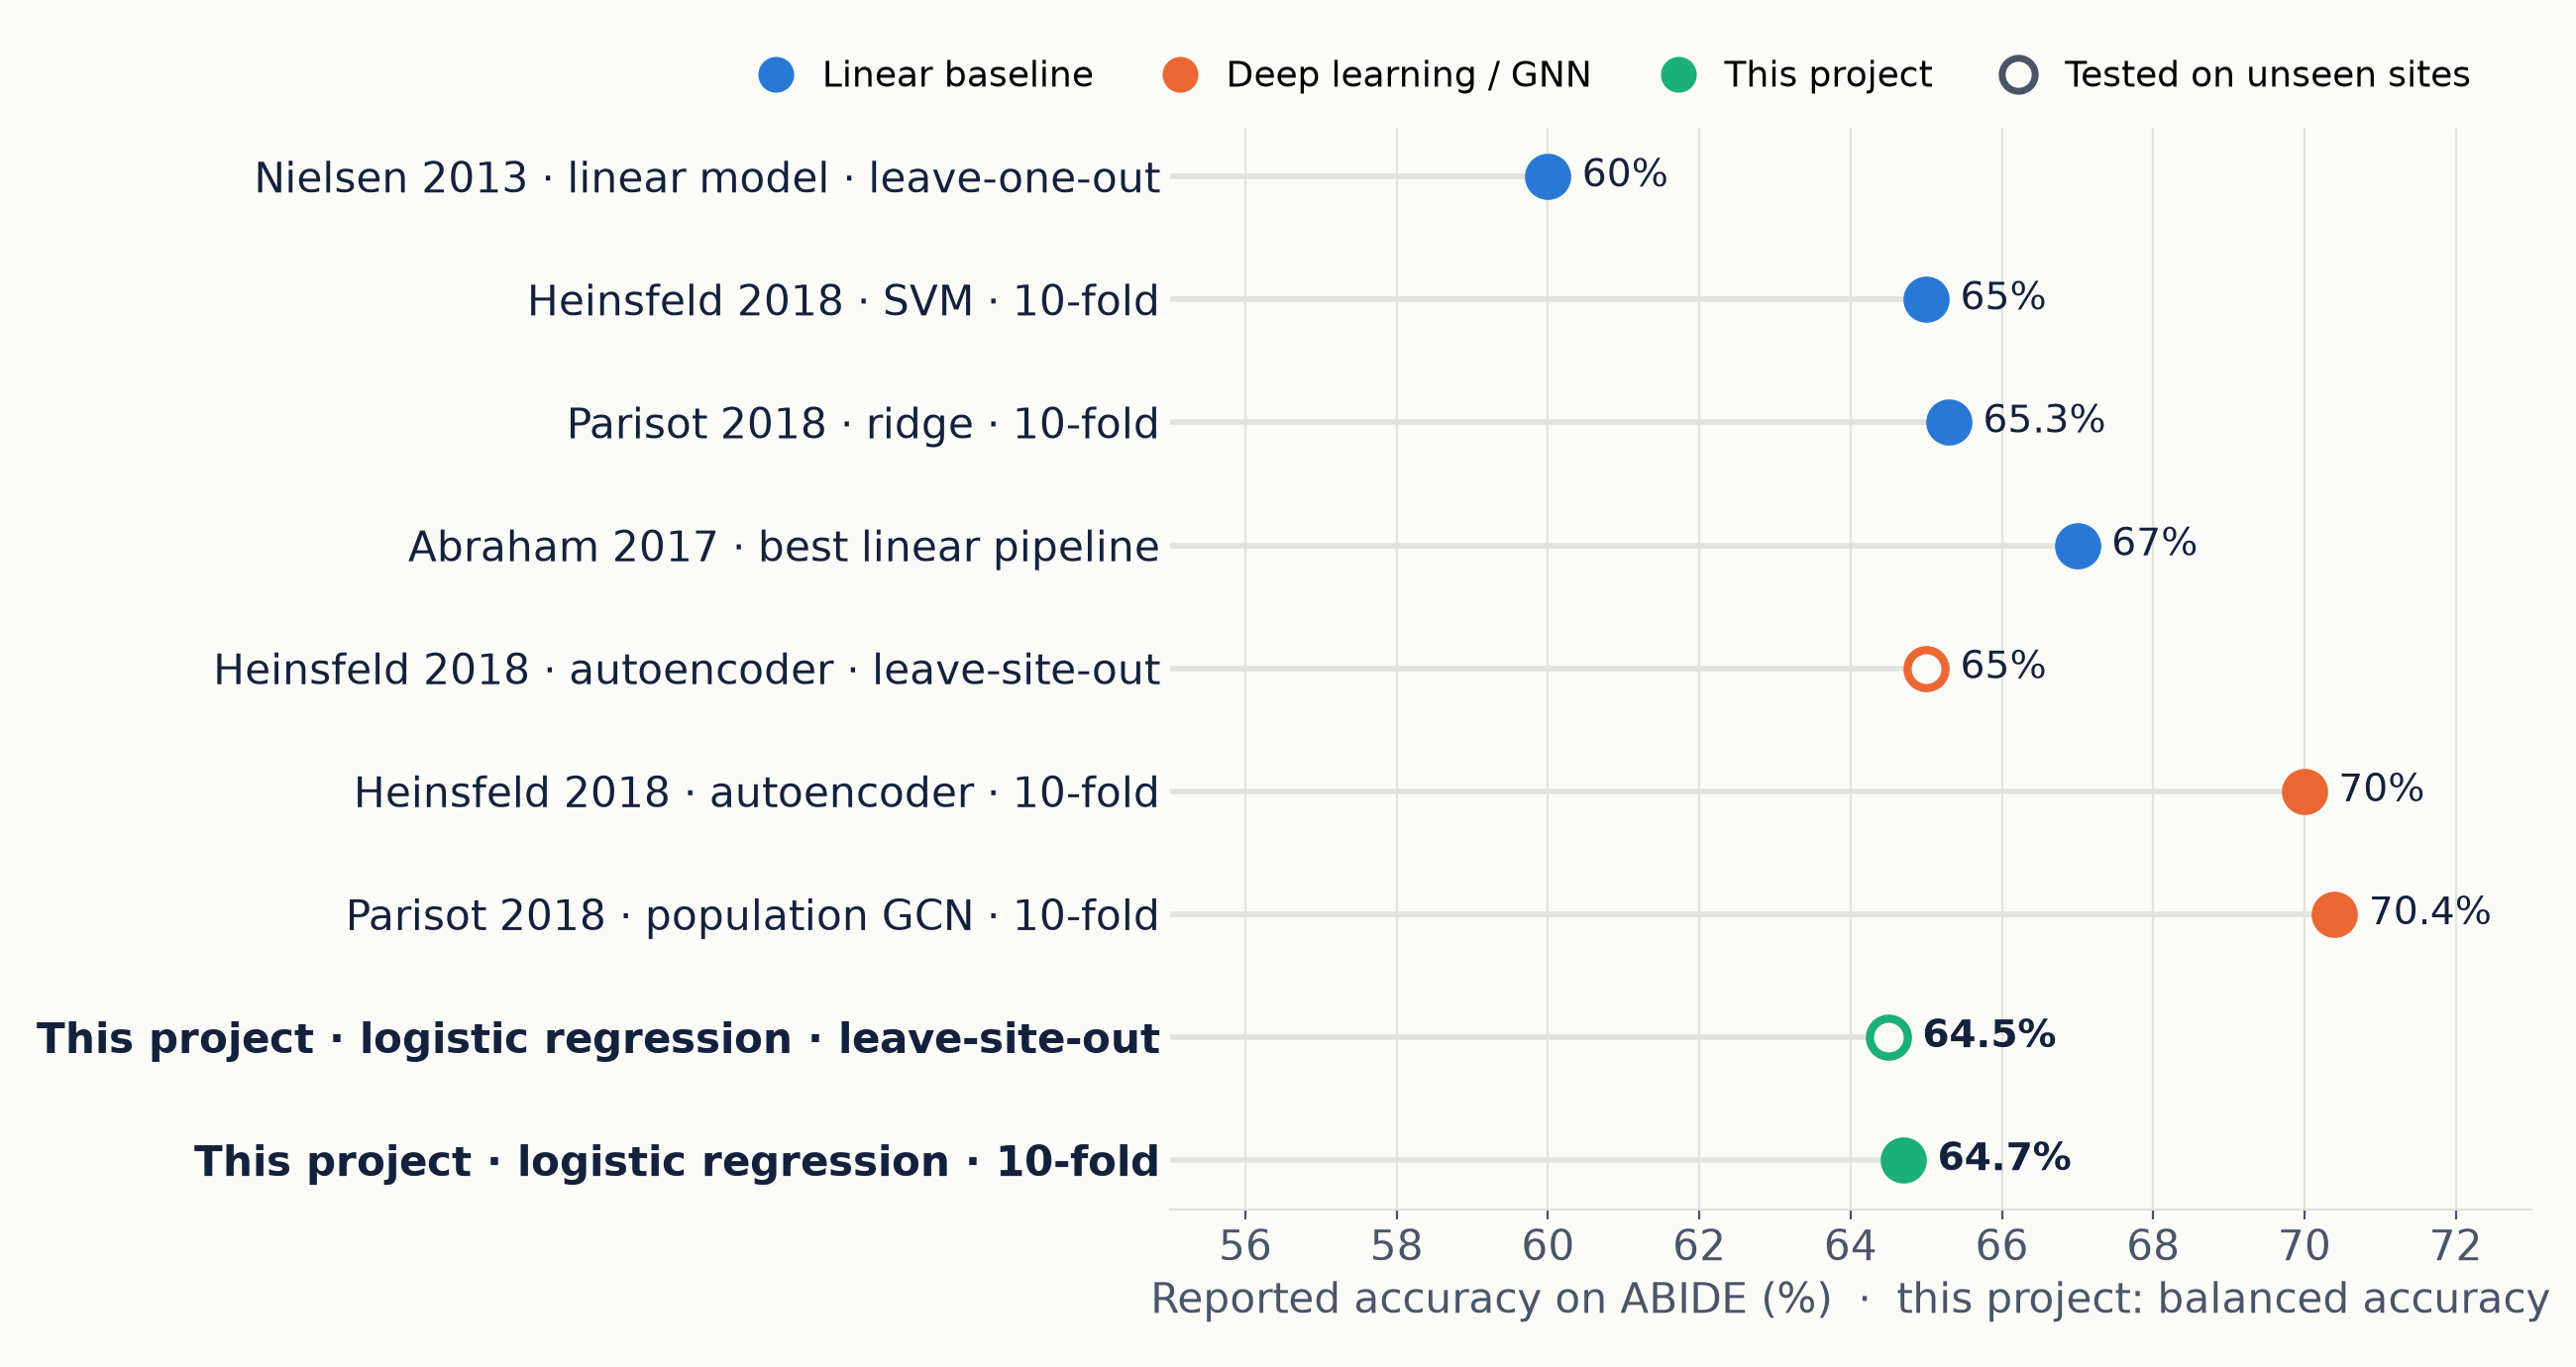 Linear baseline
Deep learning / GNN
This project
Tested on unseen sites
Nielsen 2013 · linear model · leave-one-out
60%
Heinsfeld 2018 · SVM · 10-fold
65%
Parisot 2018 · ridge · 10-fold
65.3%
Abraham 2017 · best linear pipeline
67%
Heinsfeld 2018 · autoencoder · leave-site-out
65%
Heinsfeld 2018 · autoencoder · 10-fold
70%
Parisot 2018 · population GCN · 10-fold
70.4%
This project · logistic regression · leave-site-out
64.5%
This project · logistic regression · 10-fold
64.7%
56 58 60 62 64 66 68 70 72
Reported accuracy on ABIDE (%) · this project: balanced accuracy